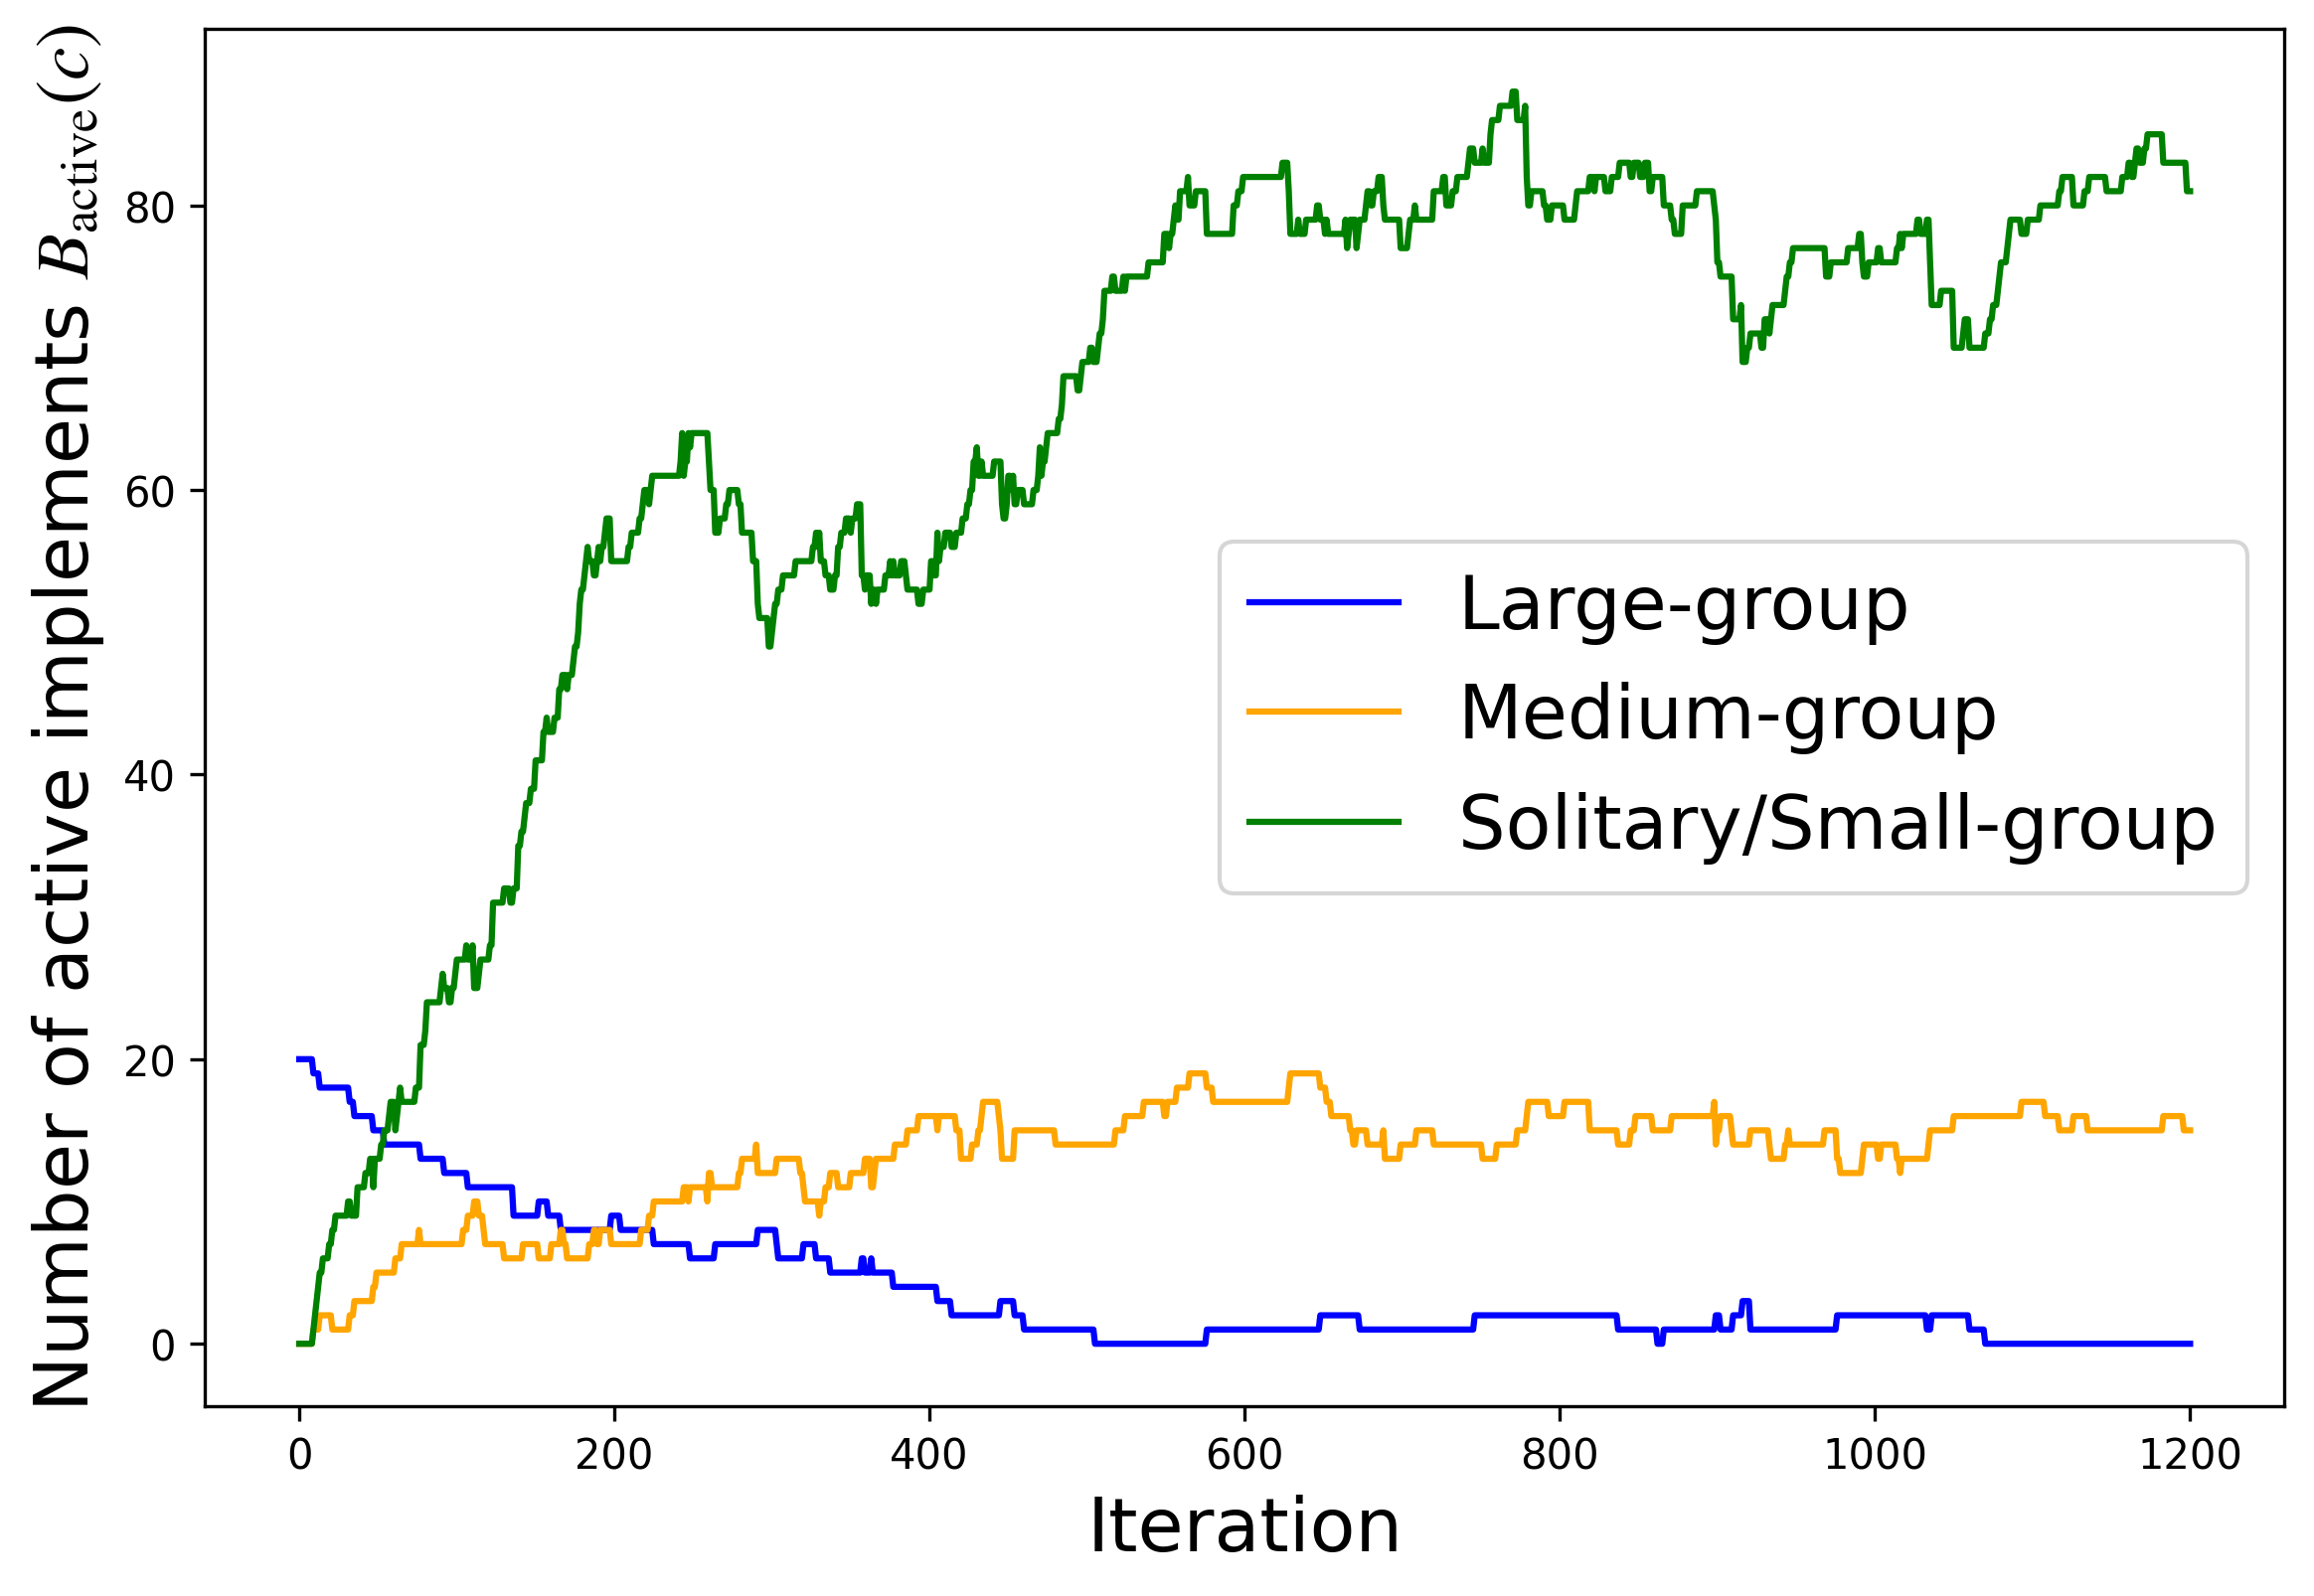 Number of active implements B_active(c)
80
60
40
20
0
Large-group
Medium-group
Solitary/Small-group
0 200 400 600 800 1000 1200
Iteration